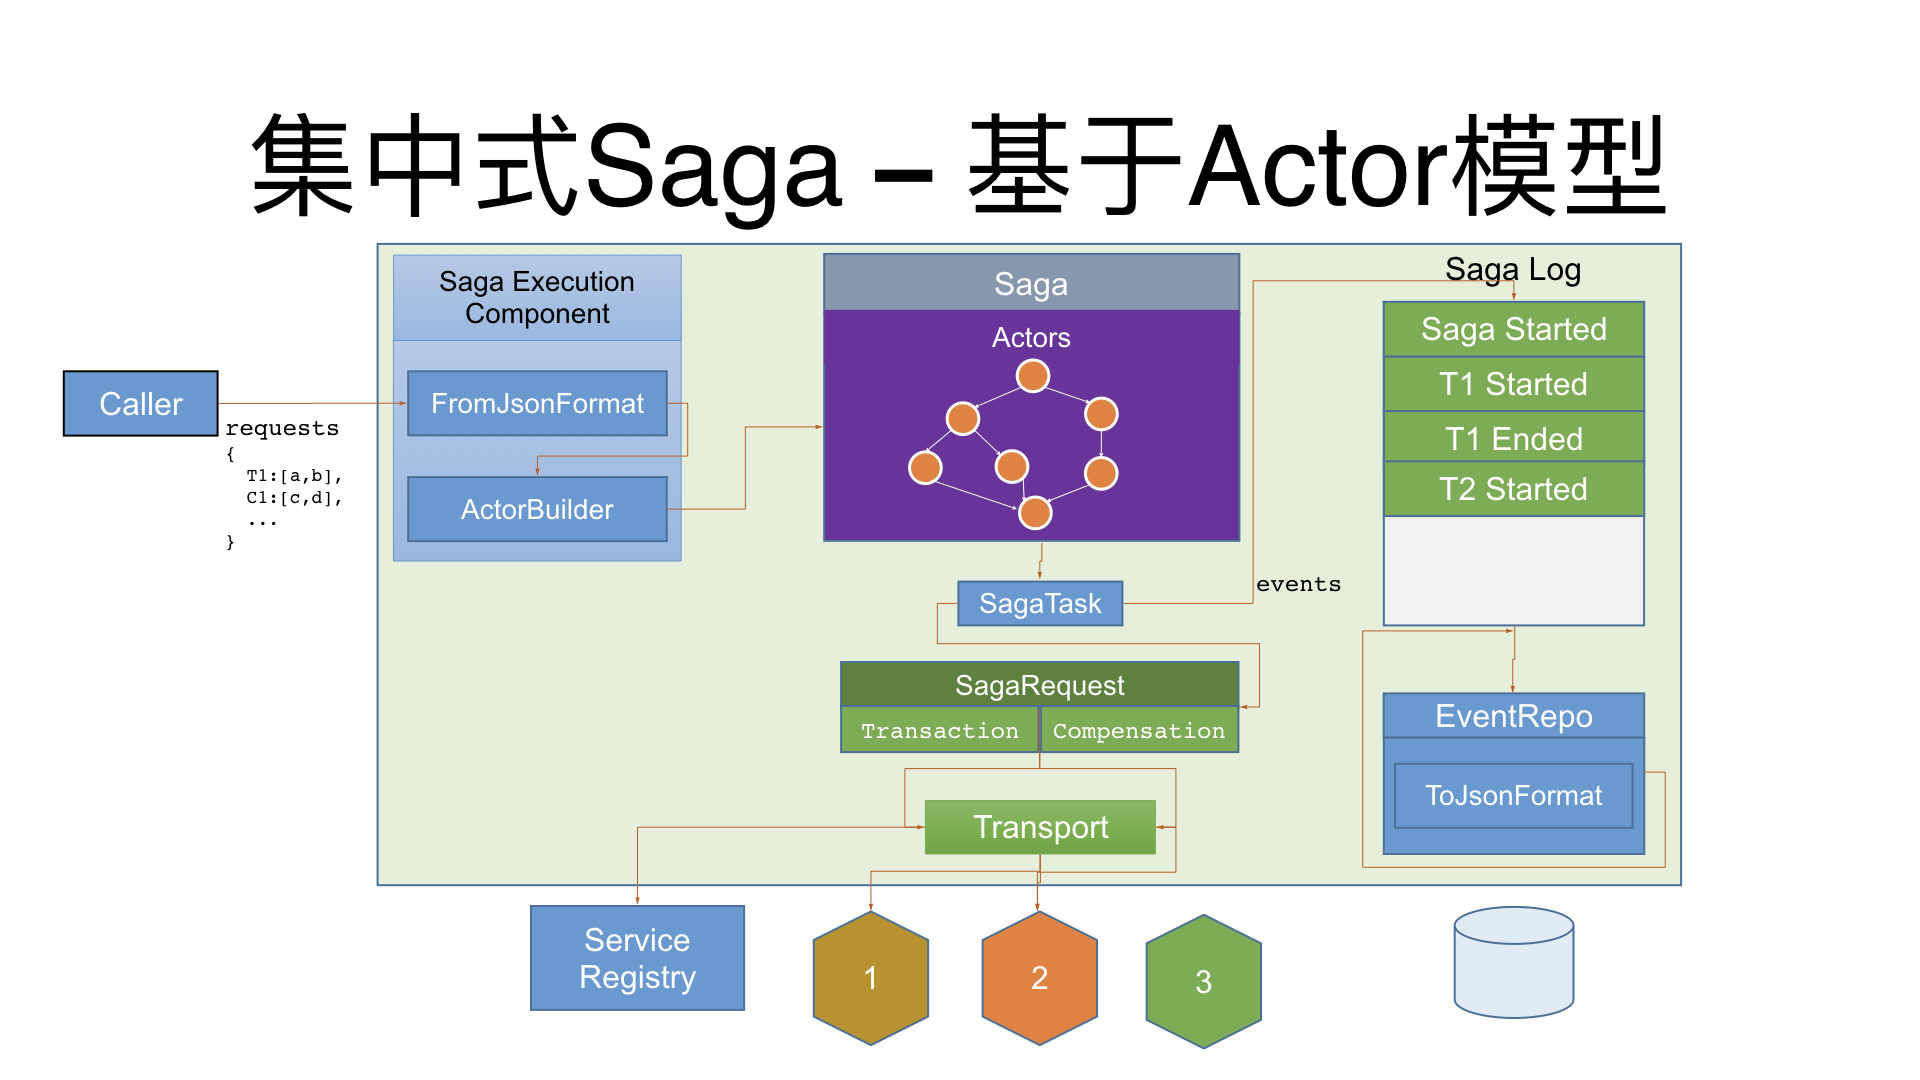 集中式Saga – 基于Actor模型
Saga Execution
Component
FromJsonFormat
ActorBuilder
Caller
requests
{
T1:[a,b],
C1:[c,d],
...
}
Saga
Actors
SagaTask
events
SagaRequest
Transaction
Compensation
Transport
Saga Log
Saga Started
T1 Started
T1 Ended
T2 Started
EventRepo
ToJsonFormat
Service
Registry
1
2
3